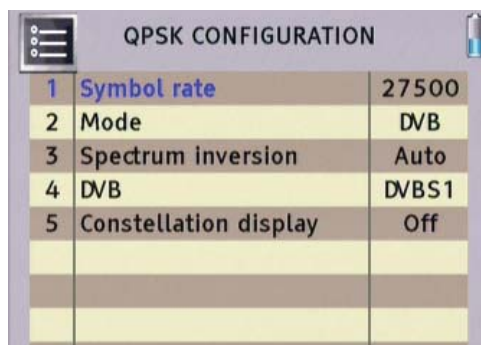 QPSK CONFIGURATION
1 Symbol rate 27500
2 Mode DVB
3 Spectrum inversion Auto
4 DVB DVBS1
5 Constellation display Off